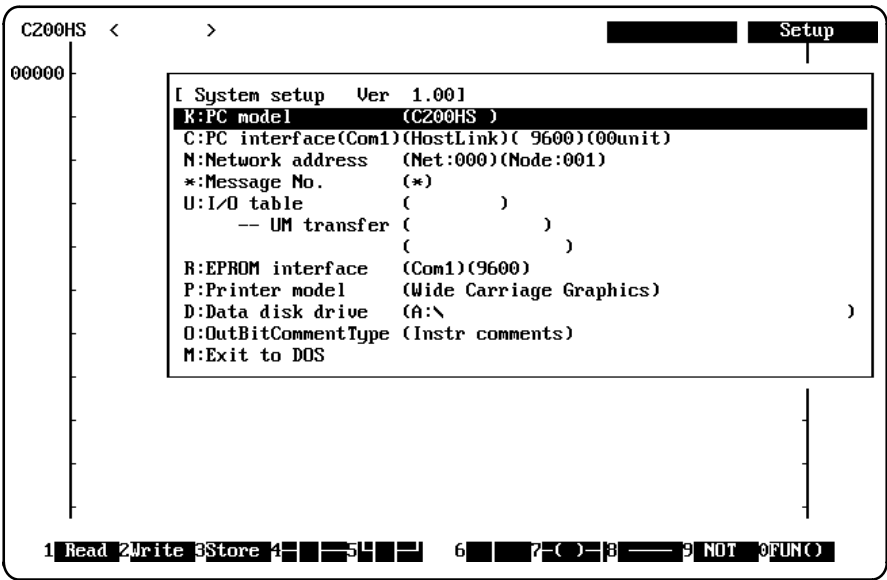 C200HS < > Setup
00000
[ System setup Ver 1.00]
K:PC model (C200HS )
C:PC interface(Com1)(HostLink)( 9600)(00unit)
N:Network address (Net:000)(Node:001)
*:Message No. (*)
U:I/O table ( )
-- UM transfer ( )
( )
R:EPROM interface (Com1)(9600)
P:Printer model (Wide Carriage Graphics)
D:Data disk drive (A:\ )
O:OutBitCommentType (Instr comments)
M:Exit to DOS
1 Read 2Write 3Store 4 5 6 7-( )- 8 —— 9 NOT 0FUN()